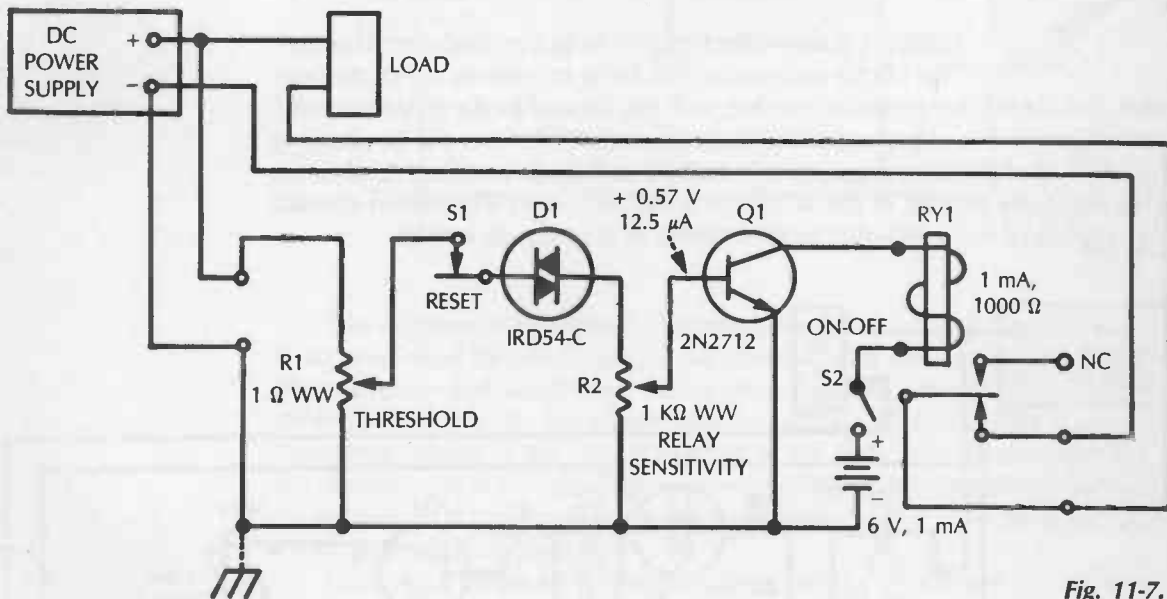 DC
POWER
SUPPLY
+
−
LOAD
S1
RESET
D1
IRD54-C
+ 0.57 V
12.5 μA
Q1
2N2712
RY1
1 mA,
1000 Ω
ON-OFF
S2
NC
R1
1 Ω WW
THRESHOLD
R2
1 KΩ WW
RELAY
SENSITIVITY
+
−
6 V, 1 mA
Fig. 11-7.